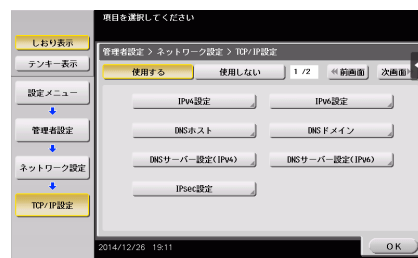 項目を選択してください
しおり表示
テンキー表示
設定メニュー
管理者設定
ネットワーク設定
TCP/IP設定
管理者設定 > ネットワーク設定 > TCP/IP設定
使用する
使用しない
1 /2
前画面
次画面
IPv4設定
IPv6設定
DNSホスト
DNSドメイン
DNSサーバー設定(IPv4)
DNSサーバー設定(IPv6)
IPsec設定
2014/12/26 19:11
OK